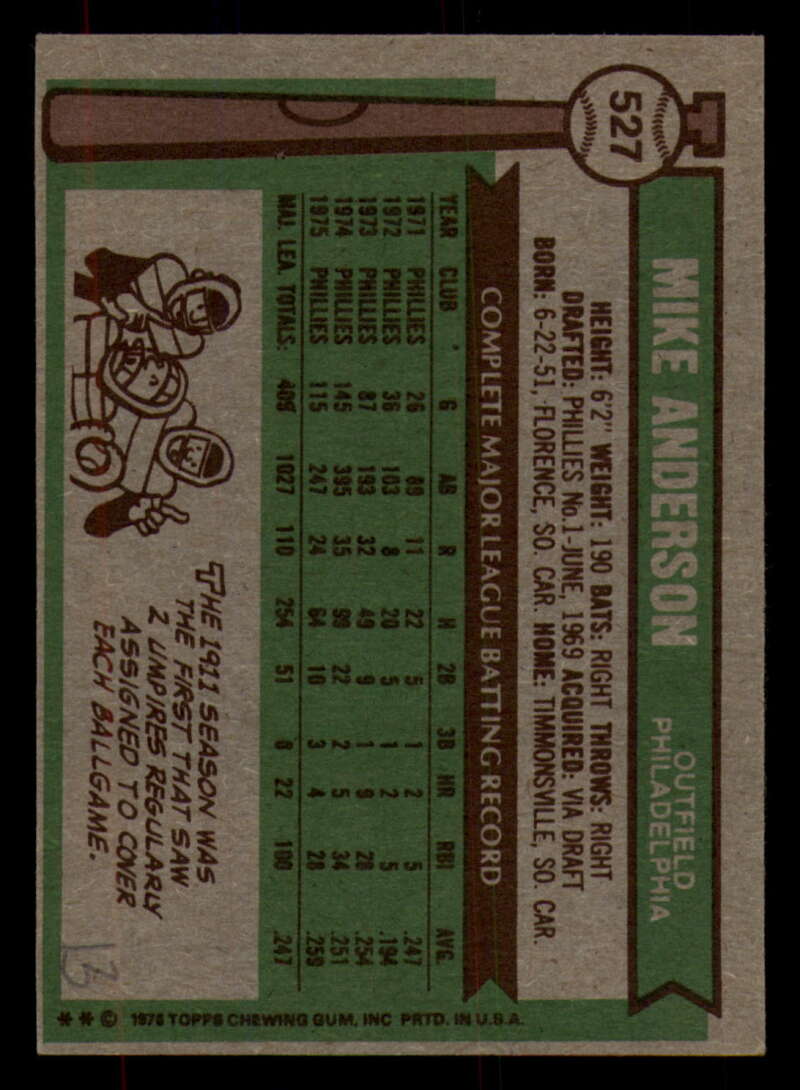 527
MIKE ANDERSON
OUTFIELD
PHILADELPHIA
HEIGHT: 6'2" WEIGHT: 190 BATS: RIGHT THROWS: RIGHT
DRAFTED: PHILLIES No.1-JUNE, 1969 ACQUIRED: VIA DRAFT
BORN: 6-22-51, FLORENCE, SO. CAR. HOME: TIMMONSVILLE, SO. CAR.
COMPLETE MAJOR LEAGUE BATTING RECORD
YEAR CLUB G AB R H 2B 3B HR RBI AVG.
1971 PHILLIES 26 89 11 22 5 1 2 5 .247
1972 PHILLIES 36 103 8 20 5 1 2 5 .194
1973 PHILLIES 87 193 32 49 9 1 9 28 .254
1974 PHILLIES 145 395 35 99 22 2 5 34 .251
1975 PHILLIES 115 247 24 64 10 3 4 28 .259
MAJ. LEA. TOTALS: 409 1027 110 254 51 8 22 100 .247
THE 1911 SEASON WAS
THE FIRST THAT SAW
2 UMPIRES REGULARLY
ASSIGNED TO COVER
EACH BALLGAME.
13
* * © 1976 TOPPS CHEWING GUM, INC PRTD. IN U.S.A.